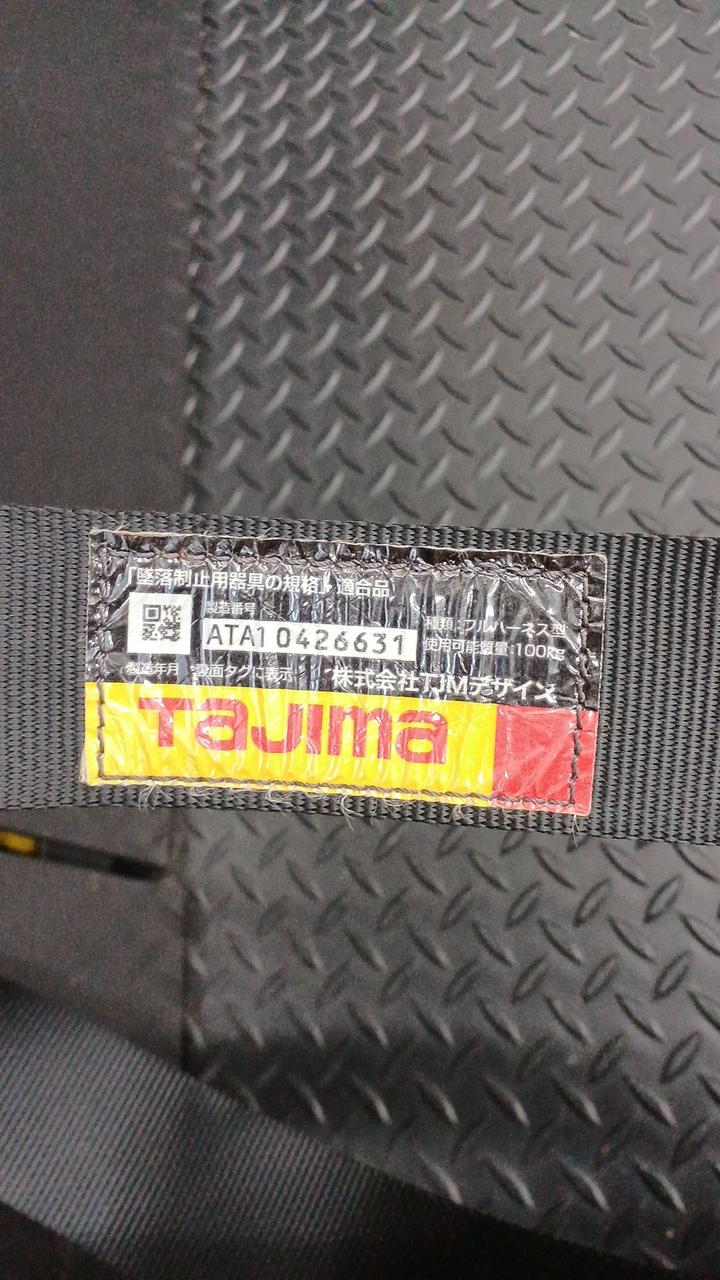 「墜落制止用器具の規格」適合品
製造番号
ATA10426631
種類:フルハーネス型
使用可能質量:100kg
製造年月 裏面タグに表示
株式会社TJMデザイン
TaJIma